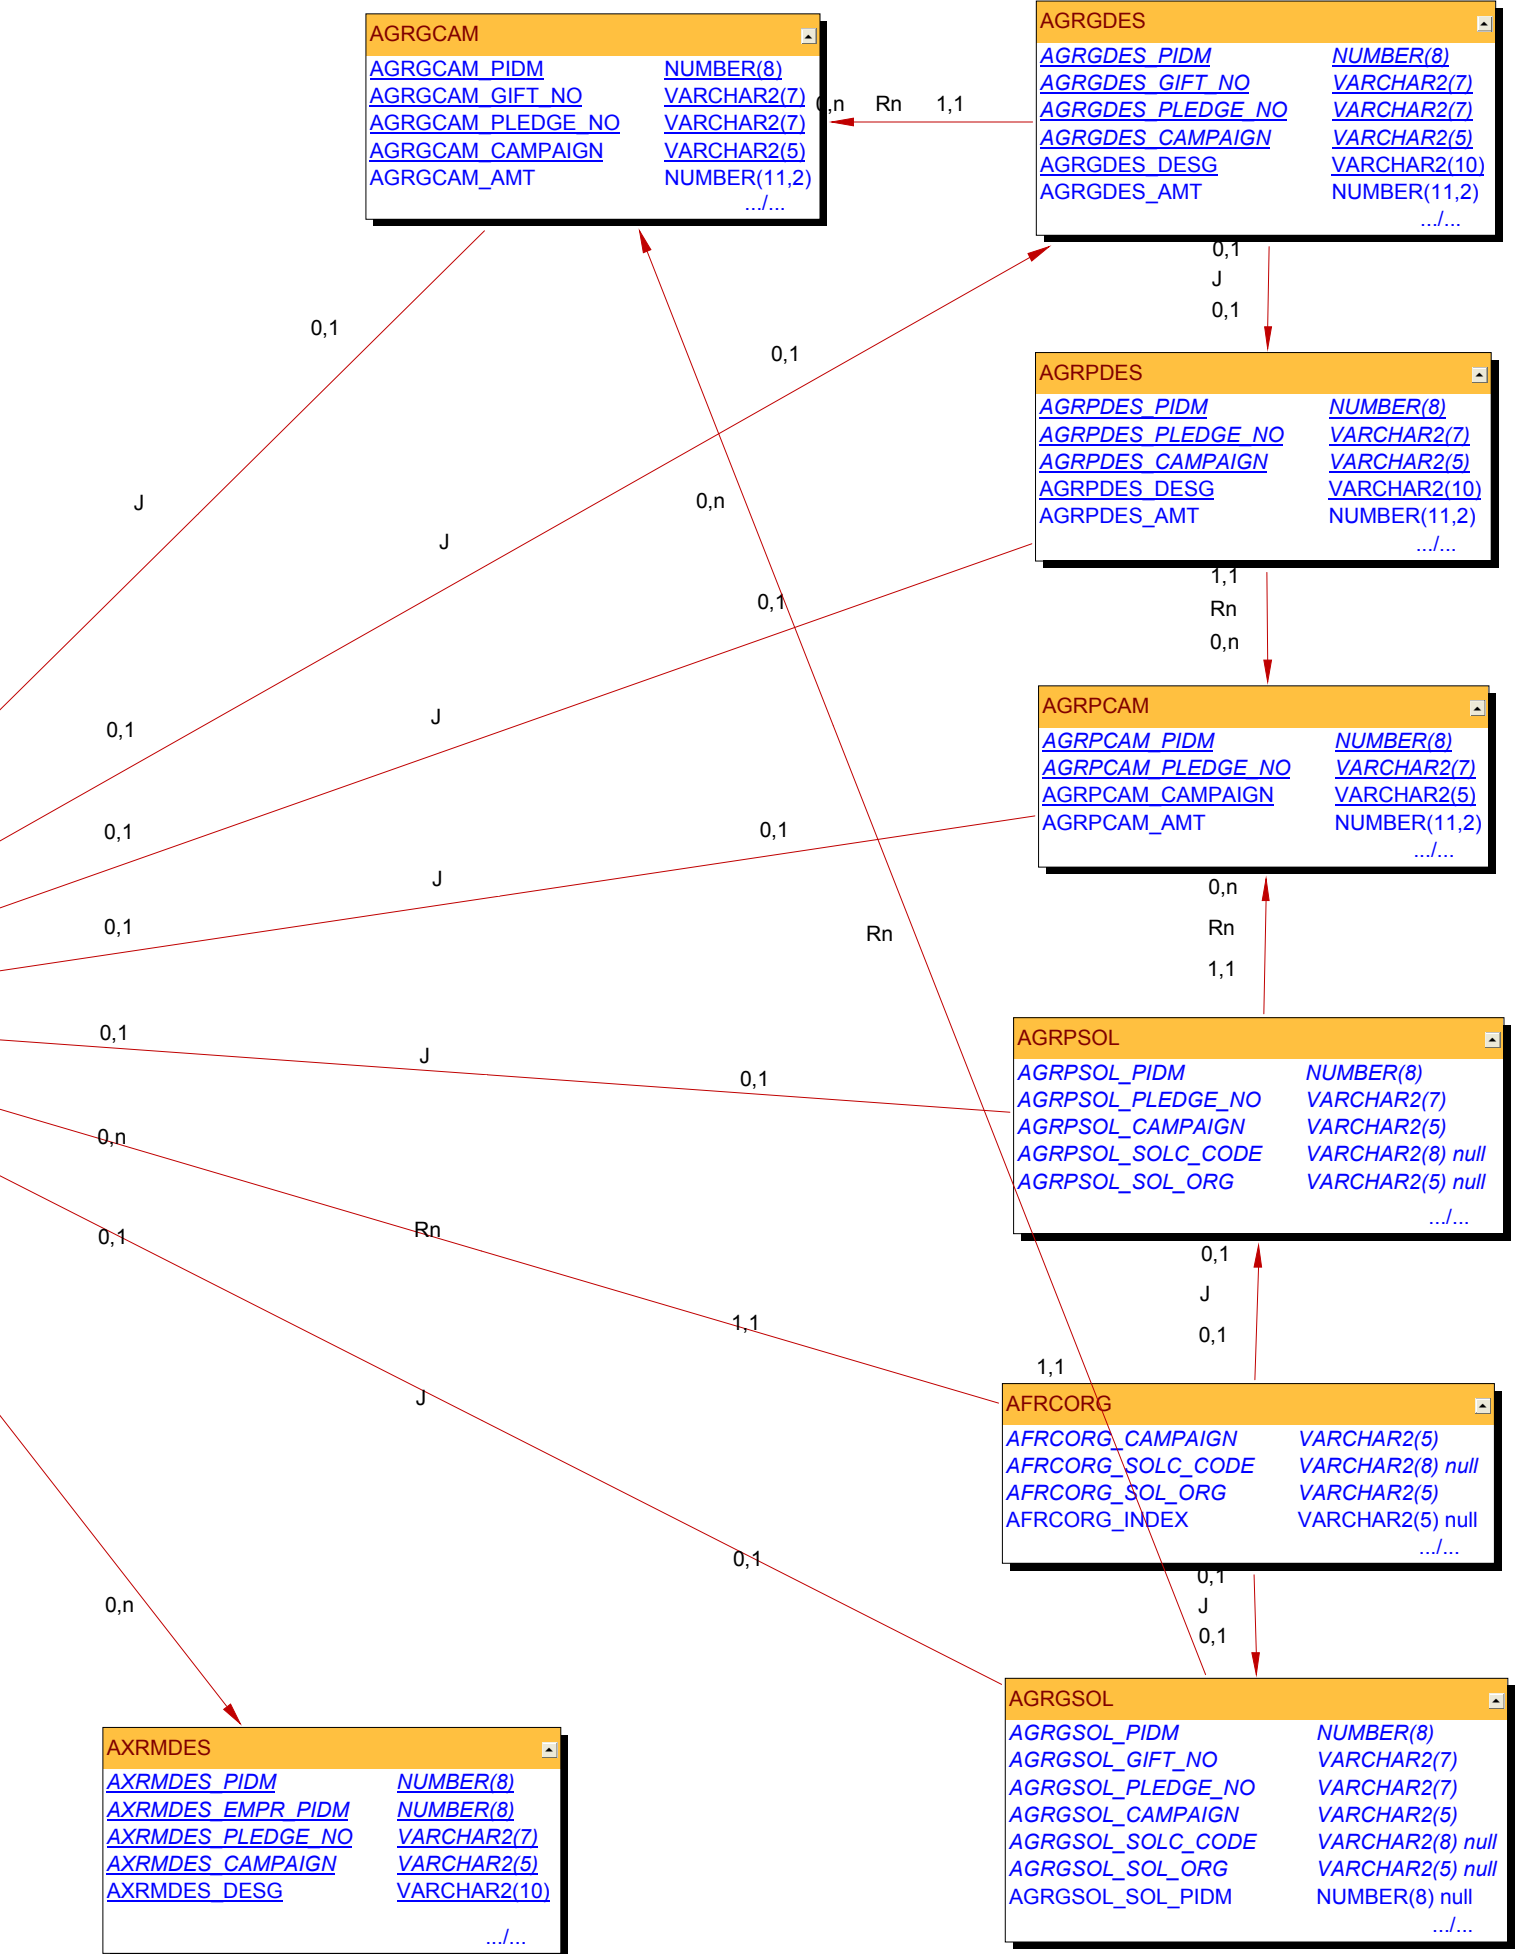 AGRGCAM
AGRGCAM_PIDM NUMBER(8)
AGRGCAM_GIFT_NO VARCHAR2(7)
AGRGCAM_PLEDGE_NO VARCHAR2(7)
AGRGCAM_CAMPAIGN VARCHAR2(5)
AGRGCAM_AMT NUMBER(11,2)
.../...
0,n Rn 1,1
AGRGDES
AGRGDES_PIDM NUMBER(8)
AGRGDES_GIFT_NO VARCHAR2(7)
AGRGDES_PLEDGE_NO VARCHAR2(7)
AGRGDES_CAMPAIGN VARCHAR2(5)
AGRGDES_DESG VARCHAR2(10)
AGRGDES_AMT NUMBER(11,2)
.../...
0,1
J
0,1
0,1
0,1
AGRPDES
AGRPDES_PIDM NUMBER(8)
AGRPDES_PLEDGE_NO VARCHAR2(7)
AGRPDES_CAMPAIGN VARCHAR2(5)
AGRPDES_DESG VARCHAR2(10)
AGRPDES_AMT NUMBER(11,2)
.../...
J
0,n
J
0,1
1,1
Rn
0,n
AGRPCAM
AGRPCAM_PIDM NUMBER(8)
AGRPCAM_PLEDGE_NO VARCHAR2(7)
AGRPCAM_CAMPAIGN VARCHAR2(5)
AGRPCAM_AMT NUMBER(11,2)
.../...
J
0,1
0,1
0,1
J
0,1
Rn
0,n
Rn
1,1
AGRPSOL
AGRPSOL_PIDM NUMBER(8)
AGRPSOL_PLEDGE_NO VARCHAR2(7)
AGRPSOL_CAMPAIGN VARCHAR2(5)
AGRPSOL_SOLC_CODE VARCHAR2(8) null
AGRPSOL_SOL_ORG VARCHAR2(5) null
.../...
0,1
J
0,1
0,n
Rn
0,1
1,1
0,1
J
0,1
1,1
AFRCORG
AFRCORG_CAMPAIGN VARCHAR2(5)
AFRCORG_SOLC_CODE VARCHAR2(8) null
AFRCORG_SOL_ORG VARCHAR2(5)
AFRCORG_INDEX VARCHAR2(5) null
.../...
J
0,1
0,n
0,1
J
0,1
AGRGSOL
AGRGSOL_PIDM NUMBER(8)
AGRGSOL_GIFT_NO VARCHAR2(7)
AGRGSOL_PLEDGE_NO VARCHAR2(7)
AGRGSOL_CAMPAIGN VARCHAR2(5)
AGRGSOL_SOLC_CODE VARCHAR2(8) null
AGRGSOL_SOL_ORG VARCHAR2(5) null
AGRGSOL_SOL_PIDM NUMBER(8) null
.../...
AXRMDES
AXRMDES_PIDM NUMBER(8)
AXRMDES_EMPR_PIDM NUMBER(8)
AXRMDES_PLEDGE_NO VARCHAR2(7)
AXRMDES_CAMPAIGN VARCHAR2(5)
AXRMDES_DESG VARCHAR2(10)
.../...